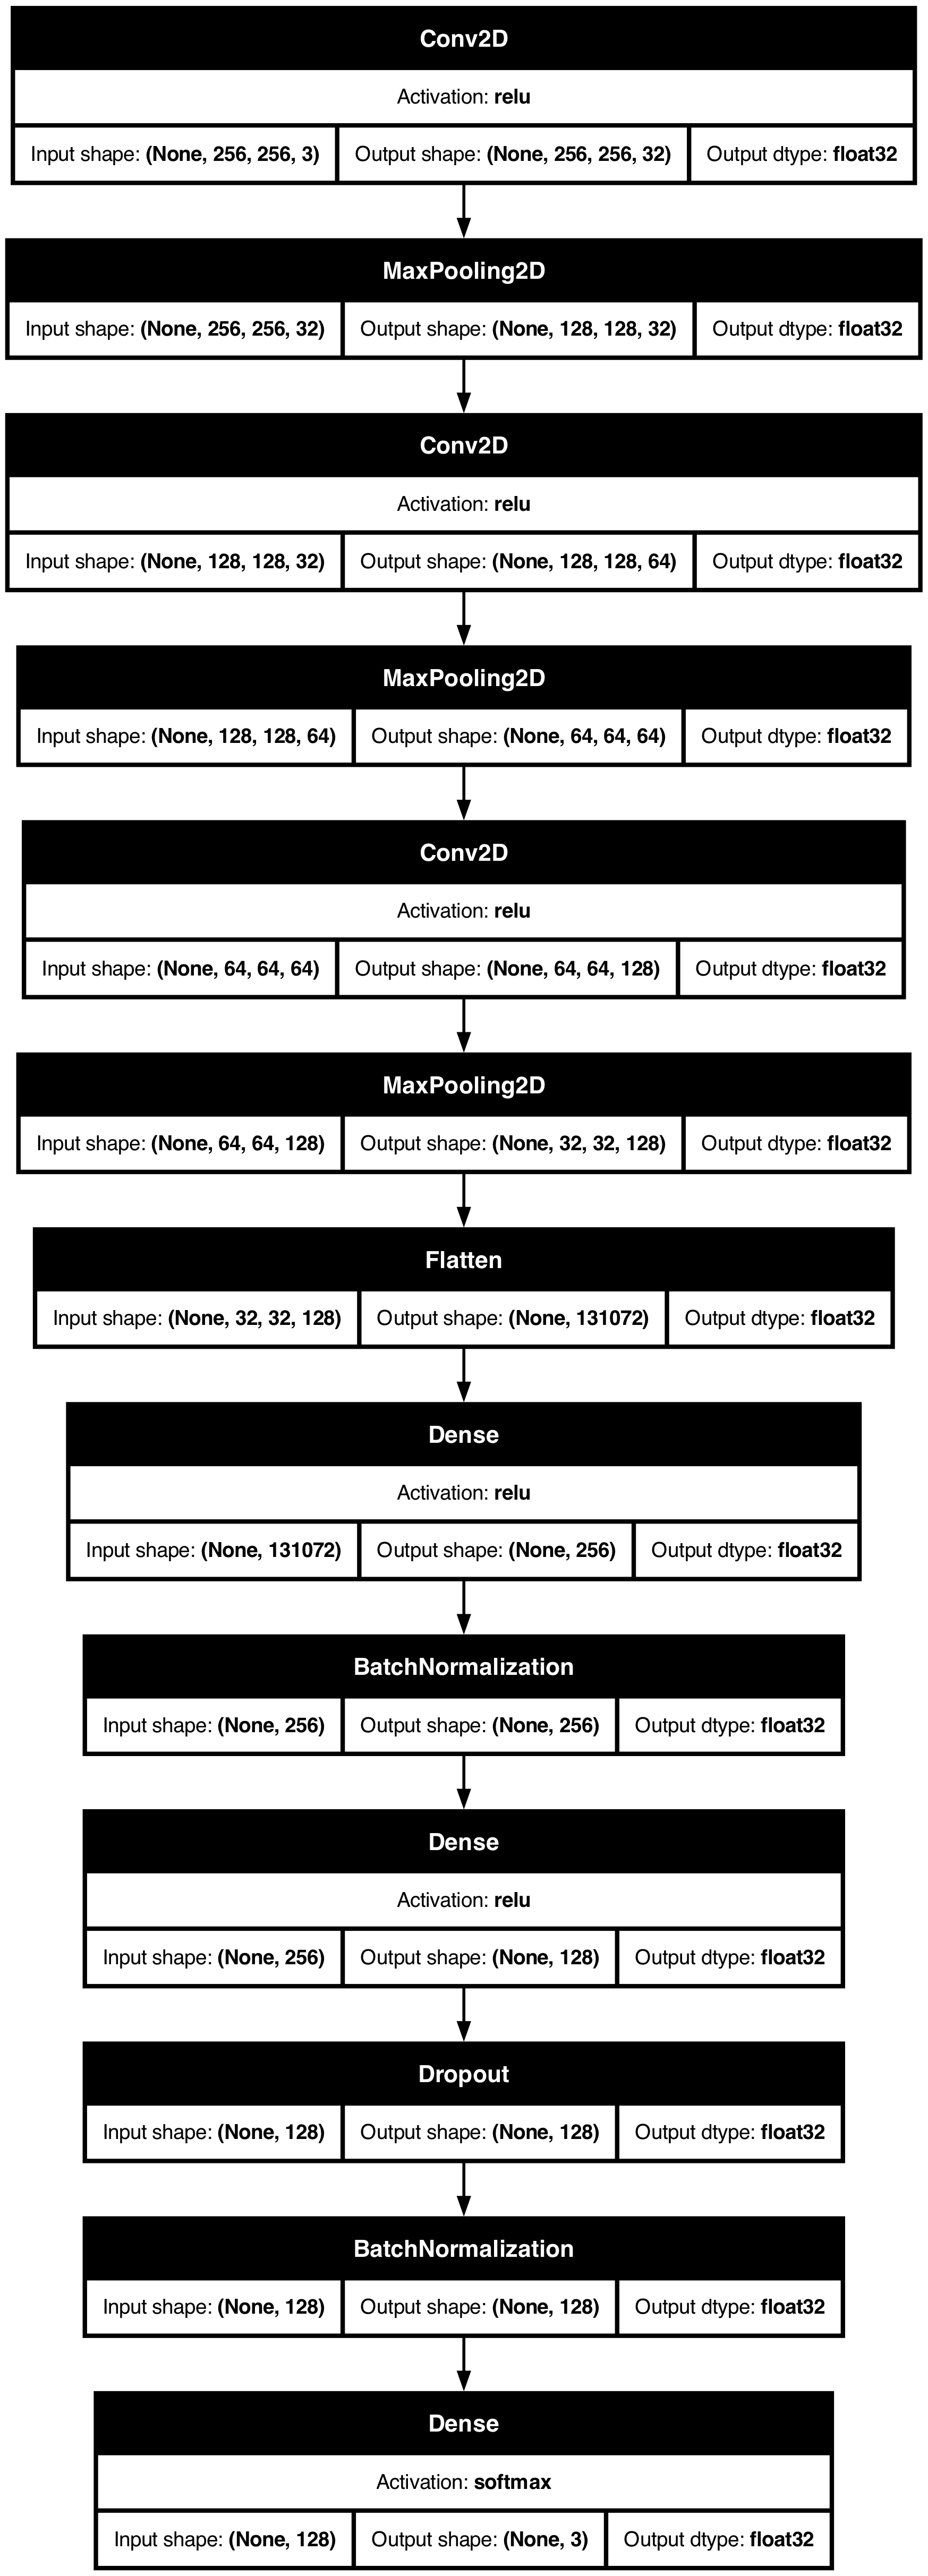 Conv2D
Activation: relu
Input shape: (None, 256, 256, 3) Output shape: (None, 256, 256, 32) Output dtype: float32
MaxPooling2D
Input shape: (None, 256, 256, 32) Output shape: (None, 128, 128, 32) Output dtype: float32
Conv2D
Activation: relu
Input shape: (None, 128, 128, 32) Output shape: (None, 128, 128, 64) Output dtype: float32
MaxPooling2D
Input shape: (None, 128, 128, 64) Output shape: (None, 64, 64, 64) Output dtype: float32
Conv2D
Activation: relu
Input shape: (None, 64, 64, 64) Output shape: (None, 64, 64, 128) Output dtype: float32
MaxPooling2D
Input shape: (None, 64, 64, 128) Output shape: (None, 32, 32, 128) Output dtype: float32
Flatten
Input shape: (None, 32, 32, 128) Output shape: (None, 131072) Output dtype: float32
Dense
Activation: relu
Input shape: (None, 131072) Output shape: (None, 256) Output dtype: float32
BatchNormalization
Input shape: (None, 256) Output shape: (None, 256) Output dtype: float32
Dense
Activation: relu
Input shape: (None, 256) Output shape: (None, 128) Output dtype: float32
Dropout
Input shape: (None, 128) Output shape: (None, 128) Output dtype: float32
BatchNormalization
Input shape: (None, 128) Output shape: (None, 128) Output dtype: float32
Dense
Activation: softmax
Input shape: (None, 128) Output shape: (None, 3) Output dtype: float32